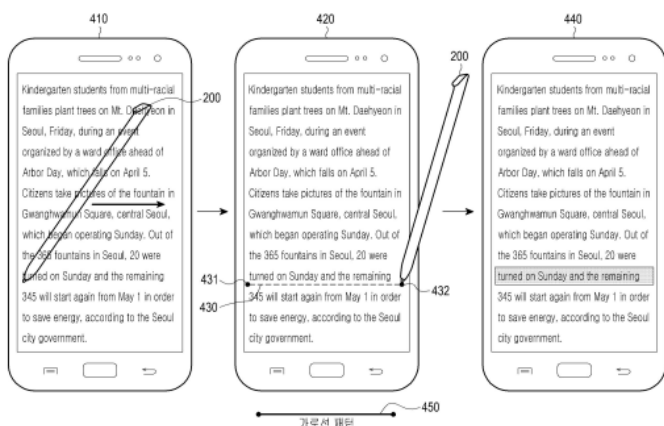 410
Kindergarten students from multi-racial
families plant trees on Mt. Daehyeon in
Seoul, Friday, during an event
organized by a ward office ahead of
Arbor Day, which falls on April 5.
Citizens take pictures of the fountain in
Gwanghwamun Square, central Seoul,
which began operating Sunday. Out of
the 365 fountains in Seoul, 20 were
turned on Sunday and the remaining
345 will start again from May 1 in order
to save energy, according to the Seoul
city government.
200
420
Kindergarten students from multi-racial
families plant trees on Mt. Daehyeon in
Seoul, Friday, during an event
organized by a ward office ahead of
Arbor Day, which falls on April 5.
Citizens take pictures of the fountain in
Gwanghwamun Square, central Seoul,
which began operating Sunday. Out of
the 365 fountains in Seoul, 20 were
turned on Sunday and the remaining
345 will start again from May 1 in order
to save energy, according to the Seoul
city government.
200
431
430
432
440
Kindergarten students from multi-racial
families plant trees on Mt. Daehyeon in
Seoul, Friday, during an event
organized by a ward office ahead of
Arbor Day, which falls on April 5.
Citizens take pictures of the fountain in
Gwanghwamun Square, central Seoul,
which began operating Sunday. Out of
the 365 fountains in Seoul, 20 were
turned on Sunday and the remaining
345 will start again from May 1 in order
to save energy, according to the Seoul
city government.
450
가로선 패턴